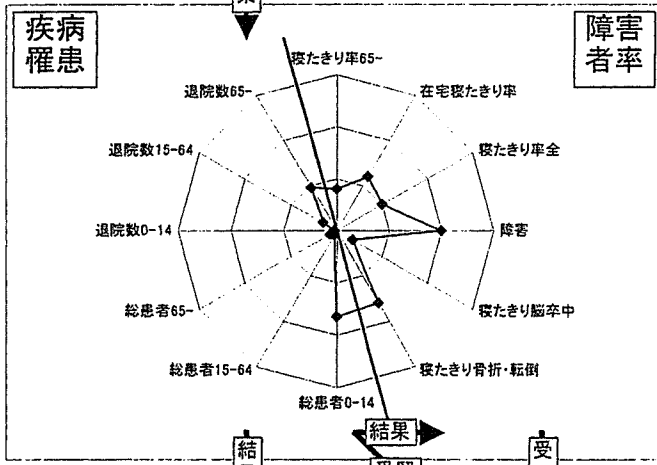 疾病
罹患
障害
者率
寝たきり率65-
退院数65-
在宅寝たきり率
退院数15-64
寝たきり率全
退院数0-14
障害
総患者65-
寝たきり脳卒中
総患者15-64
寝たきり骨折・転倒
総患者0-14
結果
結
受